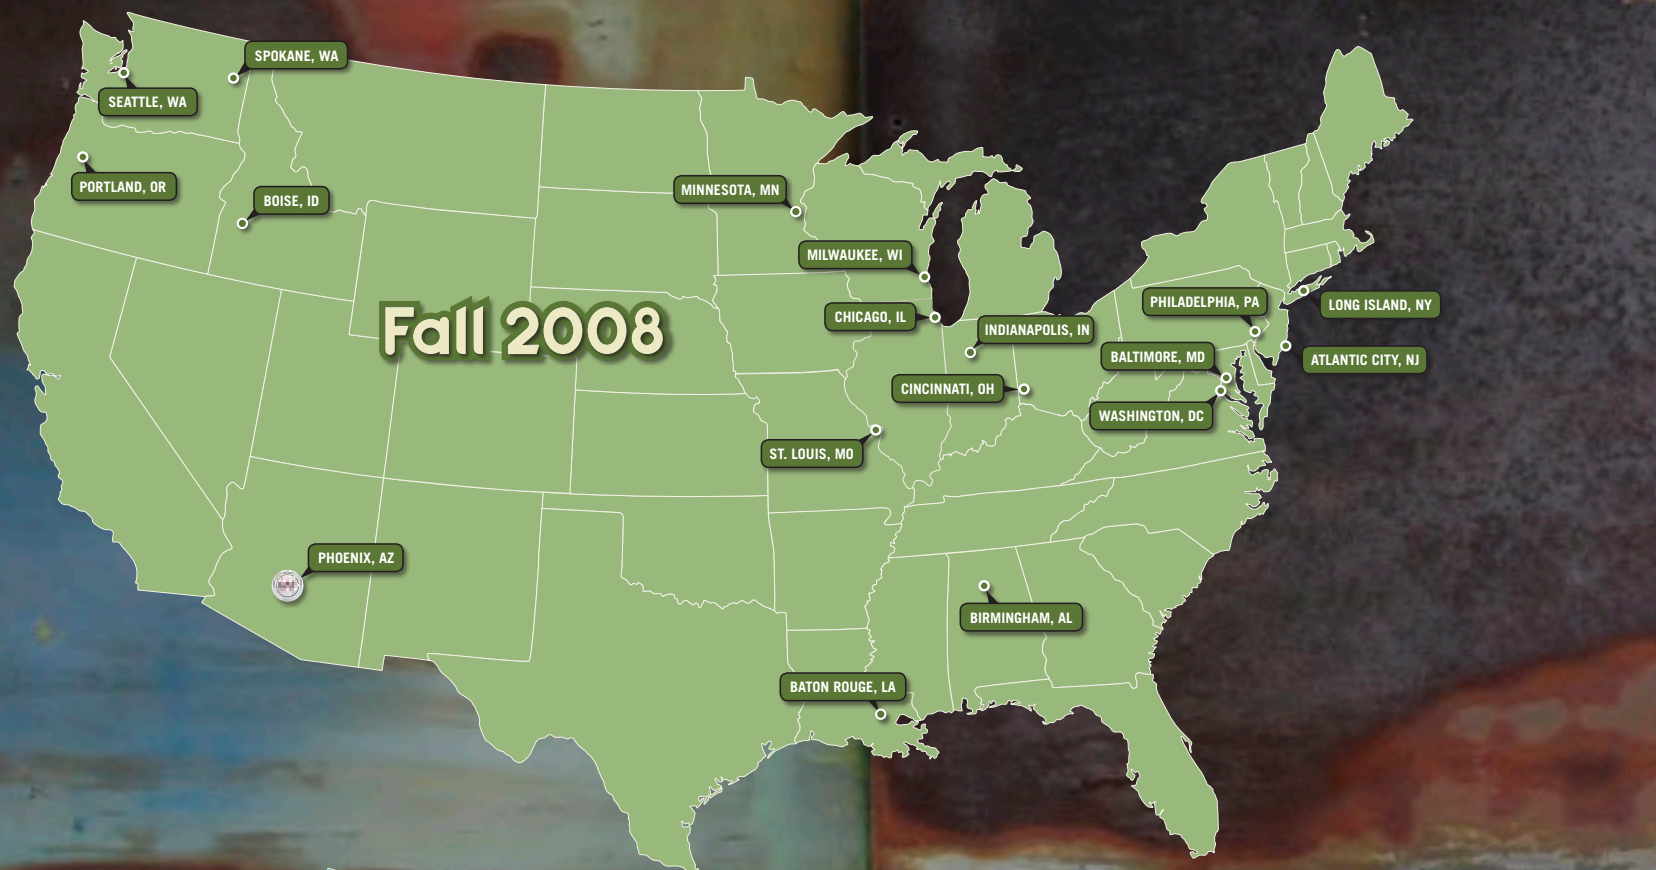 SPOKANE, WA
SEATTLE, WA
PORTLAND, OR
BOISE, ID
MINNESOTA, MN
MILWAUKEE, WI
Fall 2008
CHICAGO, IL
INDIANAPOLIS, IN
PHILADELPHIA, PA
LONG ISLAND, NY
BALTIMORE, MD
ATLANTIC CITY, NJ
CINCINNATI, OH
WASHINGTON, DC
ST. LOUIS, MO
PHOENIX, AZ
BIRMINGHAM, AL
BATON ROUGE, LA